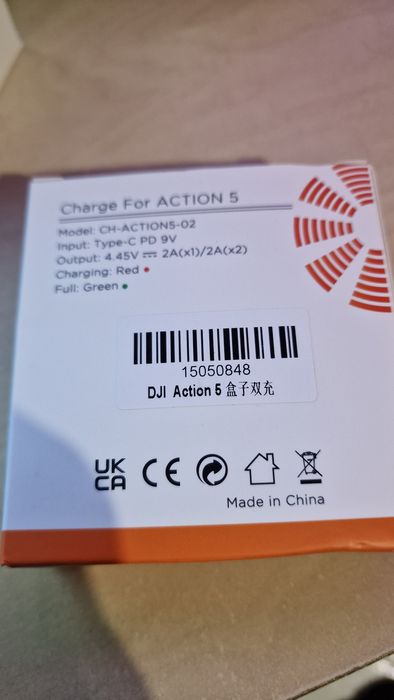 Charge For ACTION 5
Model: CH-ACTION5-02
Input: Type-C PD 9V
Output: 4.45V ⎓ 2A(x1)/2A(x2)
Charging: Red
Full: Green
15050848
DJI Action 5 盒子双充
UK
CA
CE
Made in China